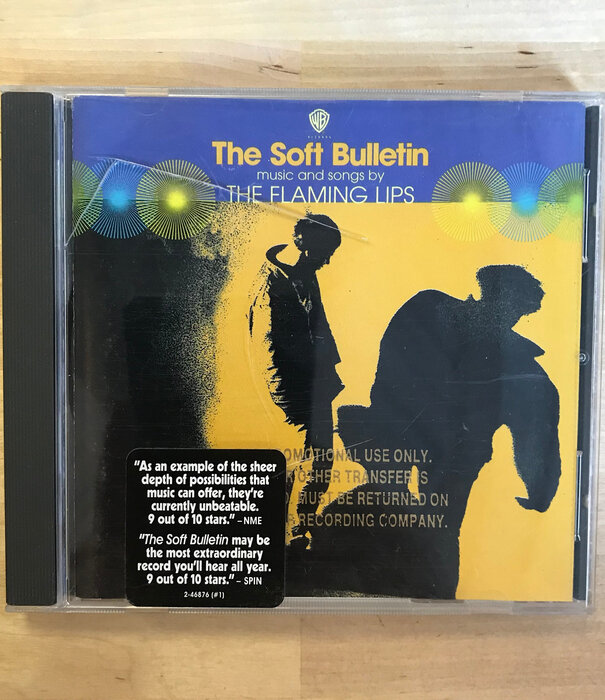 WB
RECORDS
The Soft Bulletin
music and songs by
THE FLAMING LIPS
OMOTIONAL USE ONLY.
OTHER TRANSFER IS
MUST BE RETURNED ON
RECORDING COMPANY.
"As an example of the sheer
depth of possibilities that
music can offer, they're
currently unbeatable.
9 out of 10 stars." – NME
"The Soft Bulletin may be
the most extraordinary
record you'll hear all year.
9 out of 10 stars." – SPIN
2-46876 (#1)